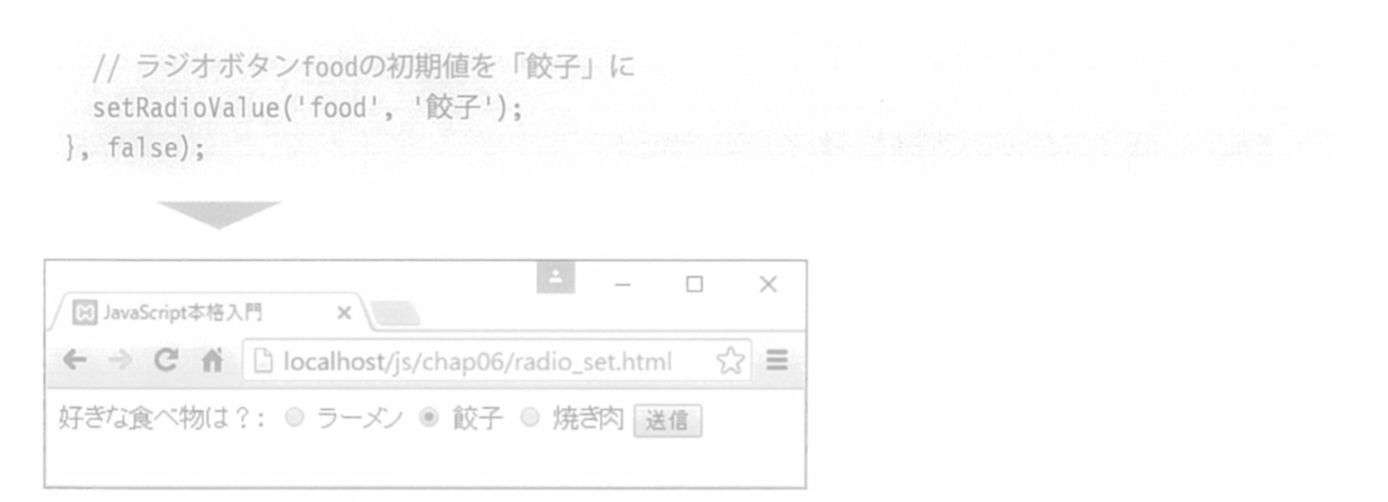 // ラジオボタンfoodの初期値を「餃子」に
setRadioValue('food', '餃子');
}, false);
JavaScript本格入門
localhost/js/chap06/radio_set.html
好きな食べ物は？: ラーメン 餃子 焼き肉 送信